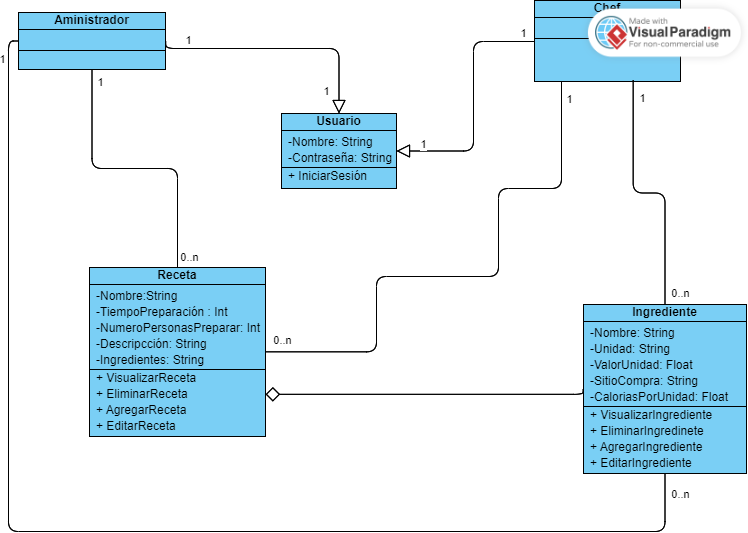 Aministrador
Chef
Made with
VisualParadigm
For non-commercial use
1
1
1
1
1
1
1
1
Usuario
-Nombre: String
-Contraseña: String
+ IniciarSesión
0..n
Receta
-Nombre:String
-TiempoPreparación : Int
-NumeroPersonasPreparar: Int
-Descripcción: String
-Ingredientes: String
+ VisualizarReceta
+ EliminarReceta
+ AgregarReceta
+ EditarReceta
0..n
0..n
Ingrediente
-Nombre: String
-Unidad: String
-ValorUnidad: Float
-SitioCompra: String
-CaloriasPorUnidad: Float
+ VisualizarIngrediente
+ EliminarIngredinete
+ AgregarIngrediente
+ EditarIngrediente
0..n